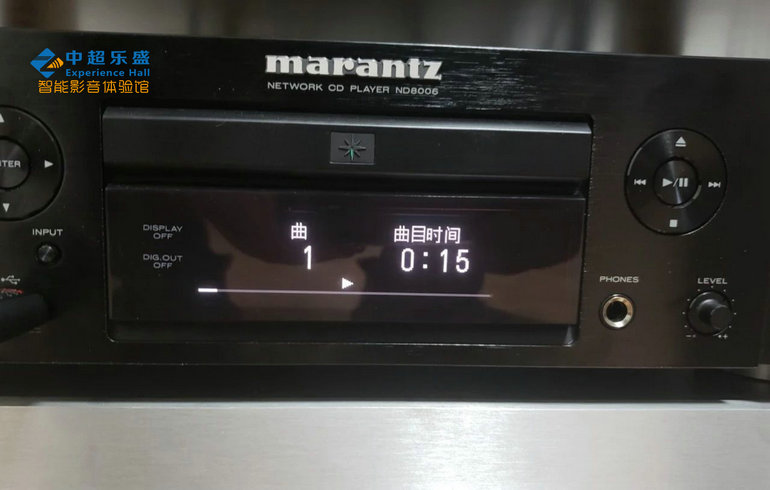 中超乐盛
Experience Hall
智能影音体验馆
marantz
NETWORK CD PLAYER ND8006
ENTER
INPUT
DISPLAY
OFF
DIG.OUT
OFF
曲
1
曲目时间
0:15
PHONES
LEVEL